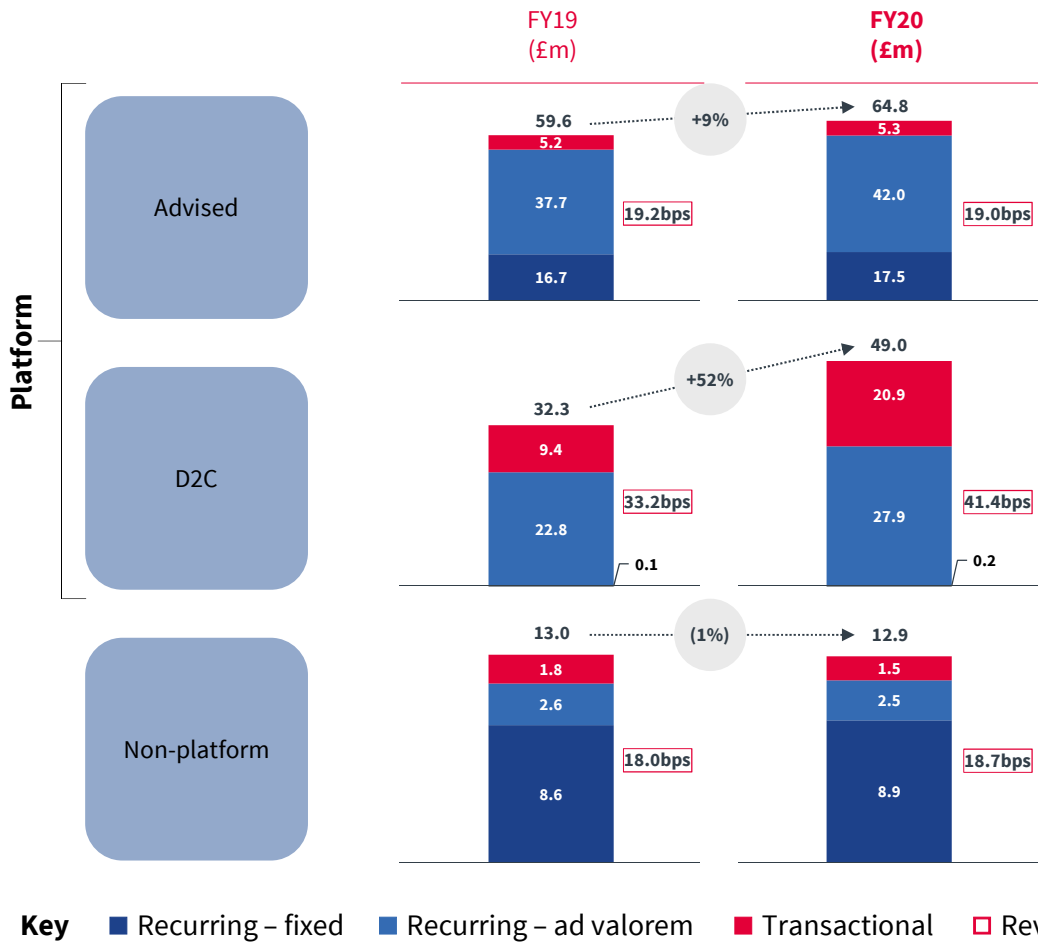 FY19
(£m)
FY20
(£m)
Platform
Advised
59.6
+9%
64.8
5.2
37.7
16.7
19.2bps
5.3
42.0
17.5
19.0bps
D2C
32.3
+52%
49.0
9.4
22.8
0.1
33.2bps
20.9
27.9
0.2
41.4bps
Non-platform
13.0
(1%)
12.9
1.8
2.6
8.6
18.0bps
1.5
2.5
8.9
18.7bps
Key Recurring – fixed Recurring – ad valorem Transactional